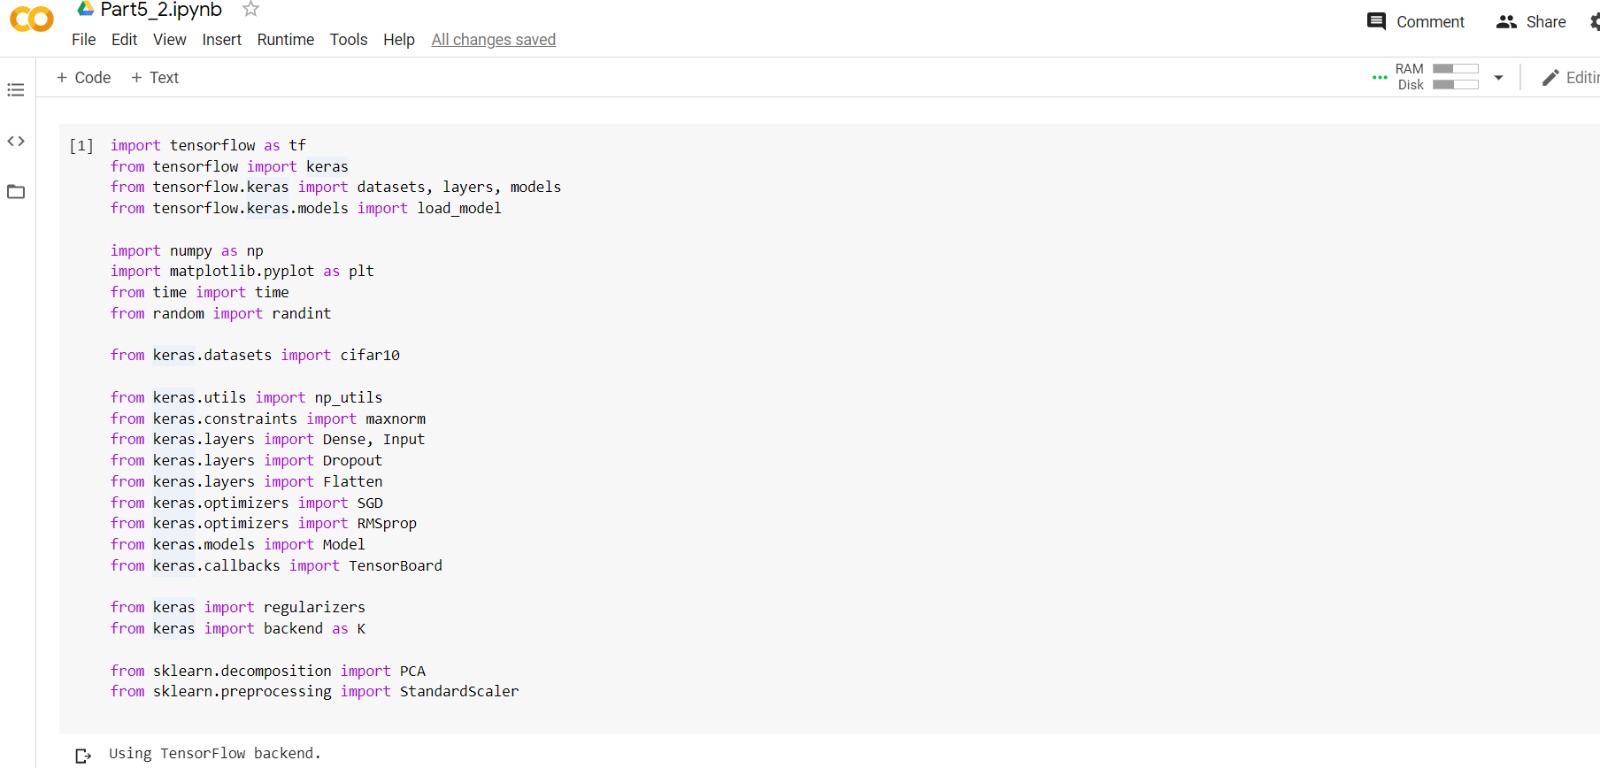 Part5_2.ipynb
Comment Share
File Edit View Insert Runtime Tools Help All changes saved
+ Code + Text
RAM
Disk
[1] import tensorflow as tf
from tensorflow import keras
from tensorflow.keras import datasets, layers, models
from tensorflow.keras.models import load_model
import numpy as np
import matplotlib.pyplot as plt
from time import time
from random import randint
from keras.datasets import cifar10
from keras.utils import np_utils
from keras.constraints import maxnorm
from keras.layers import Dense, Input
from keras.layers import Dropout
from keras.layers import Flatten
from keras.optimizers import SGD
from keras.optimizers import RMSprop
from keras.models import Model
from keras.callbacks import TensorBoard
from keras import regularizers
from keras import backend as K
from sklearn.decomposition import PCA
from sklearn.preprocessing import StandardScaler
Using TensorFlow backend.